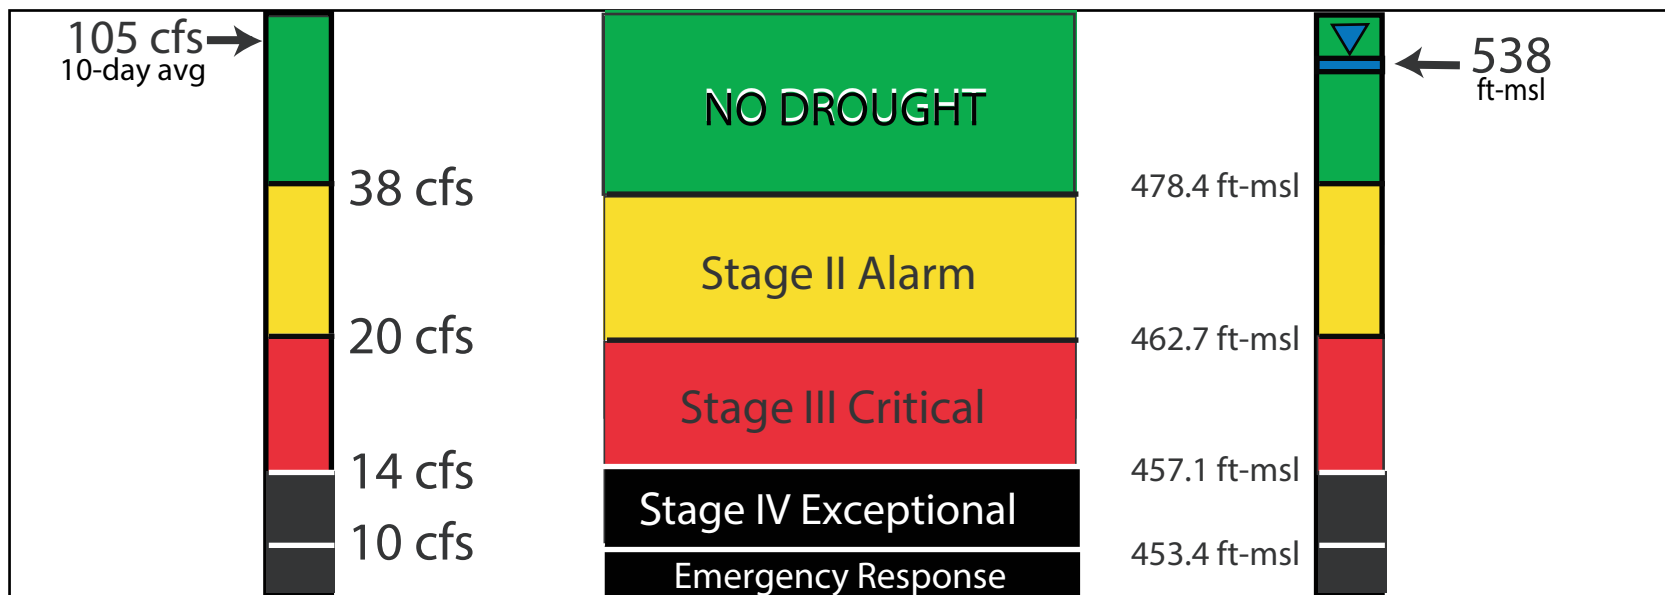 105 cfs
10-day avg
38 cfs
20 cfs
14 cfs
10 cfs
NO DROUGHT
Stage II Alarm
Stage III Critical
Stage IV Exceptional
Emergency Response
538
ft-msl
478.4 ft-msl
462.7 ft-msl
457.1 ft-msl
453.4 ft-msl